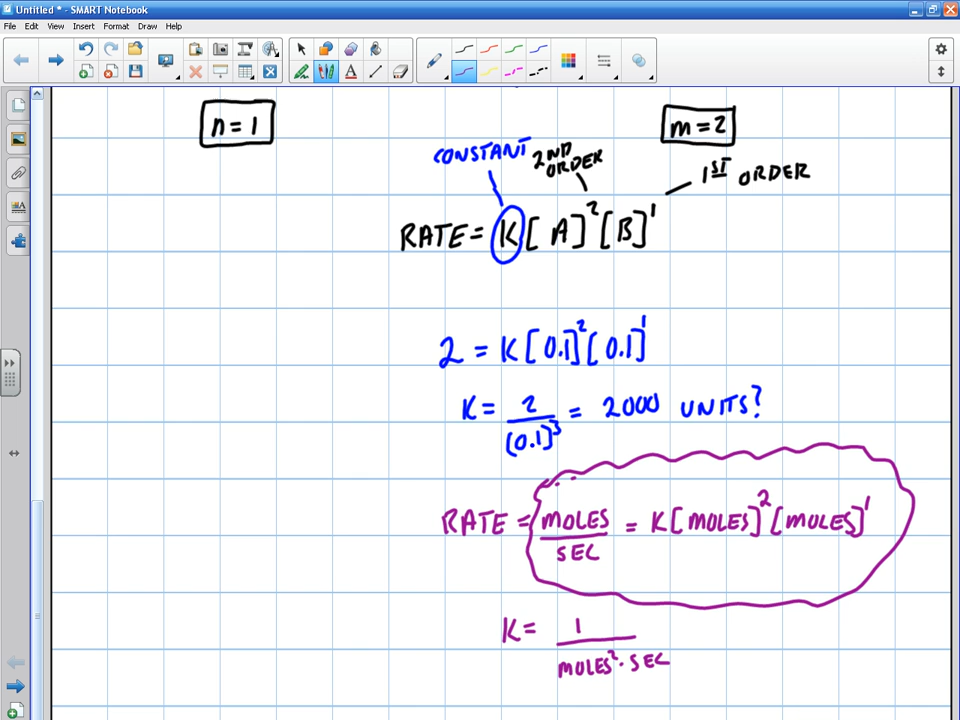 Untitled * - SMART Notebook
File Edit View Insert Format Draw Help
n = 1
m = 2
CONSTANT
2ND ORDER
1ST ORDER
RATE = K[A]²[B]¹
2 = K[0.1]²[0.1]¹
K = 2/(0.1)³ = 2000 UNITS?
RATE = MOLES/SEC = K[MOLES]²[MOLES]¹
K = 1/MOLES²·SEC